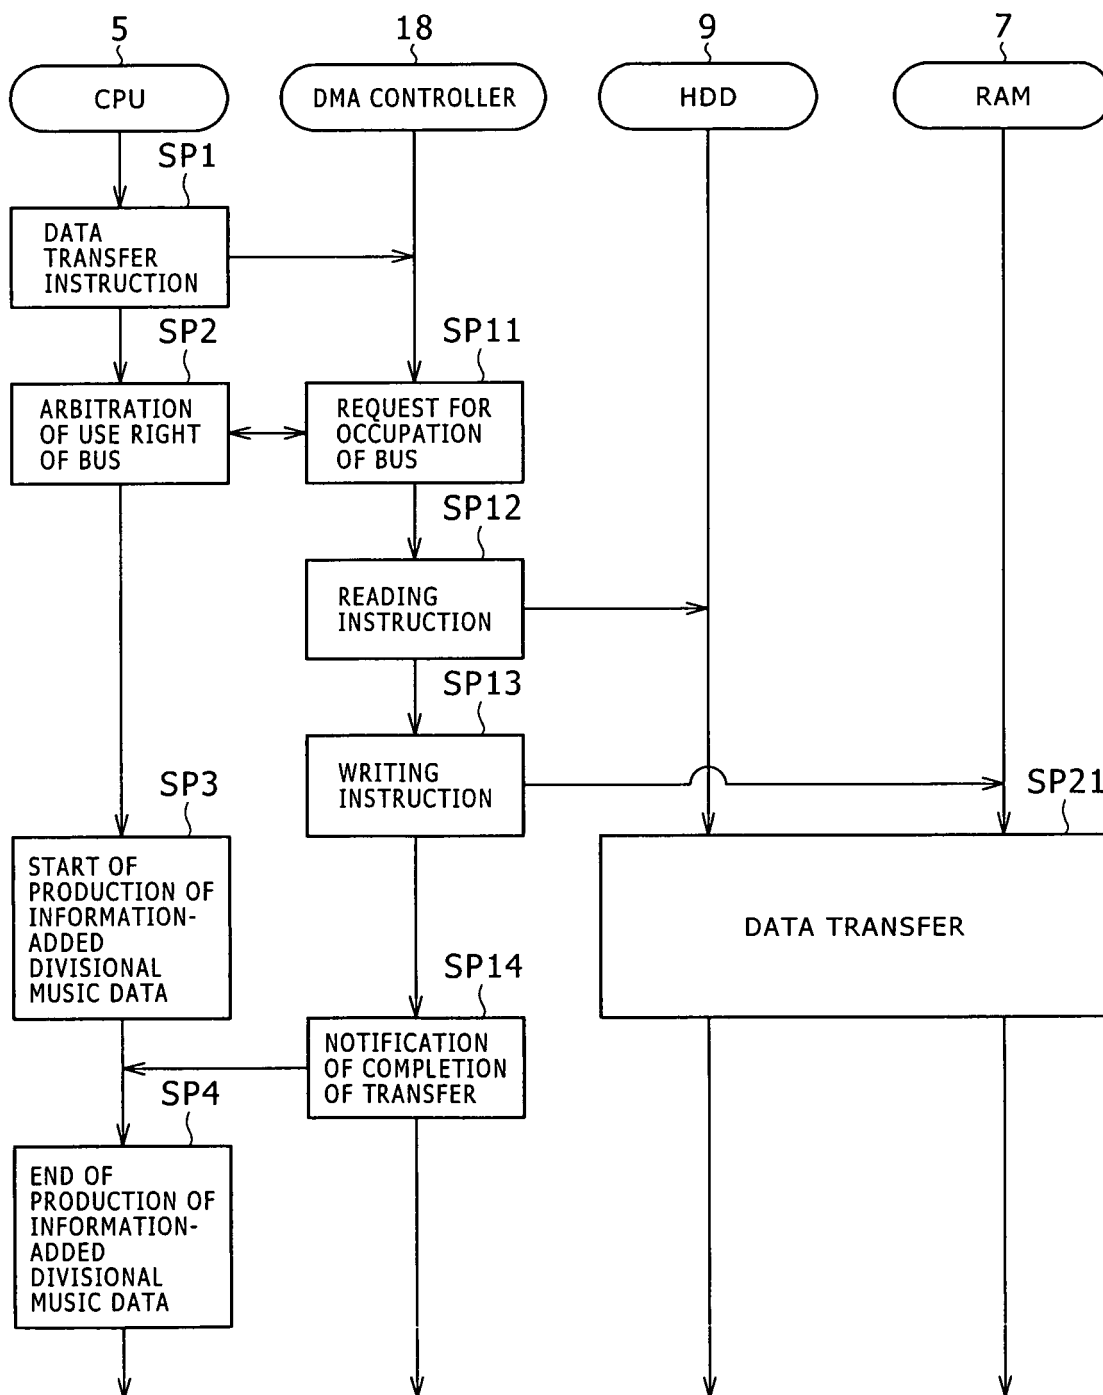 5
18
9
7
CPU
DMA CONTROLLER
HDD
RAM
SP1
DATA
TRANSFER
INSTRUCTION
SP2
SP11
ARBITRATION
OF USE RIGHT
OF BUS
REQUEST FOR
OCCUPATION
OF BUS
SP12
READING
INSTRUCTION
SP13
WRITING
INSTRUCTION
SP3
SP21
START OF
PRODUCTION OF
INFORMATION-
ADDED
DIVISIONAL
MUSIC DATA
DATA TRANSFER
SP14
NOTIFICATION
OF COMPLETION
OF TRANSFER
SP4
END OF
PRODUCTION OF
INFORMATION-
ADDED
DIVISIONAL
MUSIC DATA